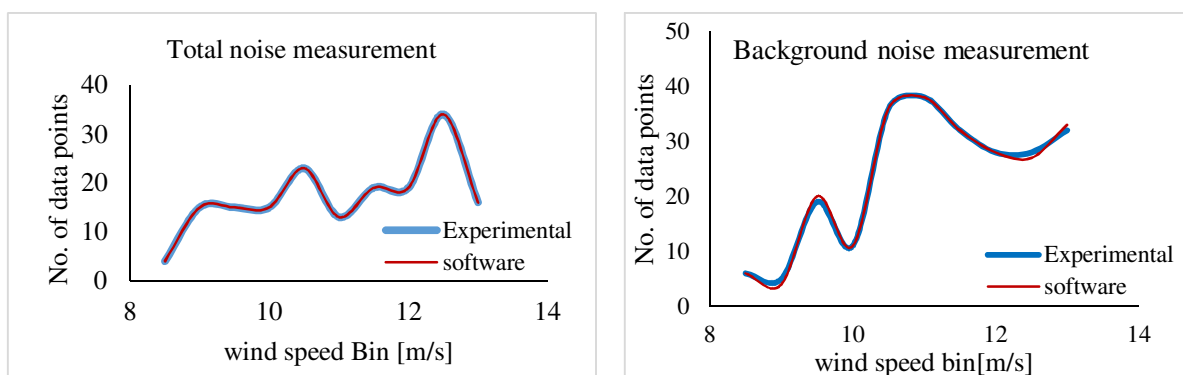 Total noise measurement
No. of data points
40
30
20
10
0
8
10
12
14
Experimental
software
wind speed Bin [m/s]
Background noise measurement
No. of data points
50
40
30
20
10
0
8
10
12
14
Experimental
software
wind speed bin[m/s]